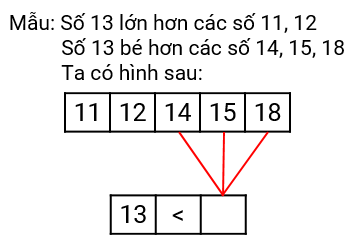 Mẫu: Số 13 lớn hơn các số 11, 12
Số 13 bé hơn các số 14, 15, 18
Ta có hình sau:
11 12 14 15 18
13 <